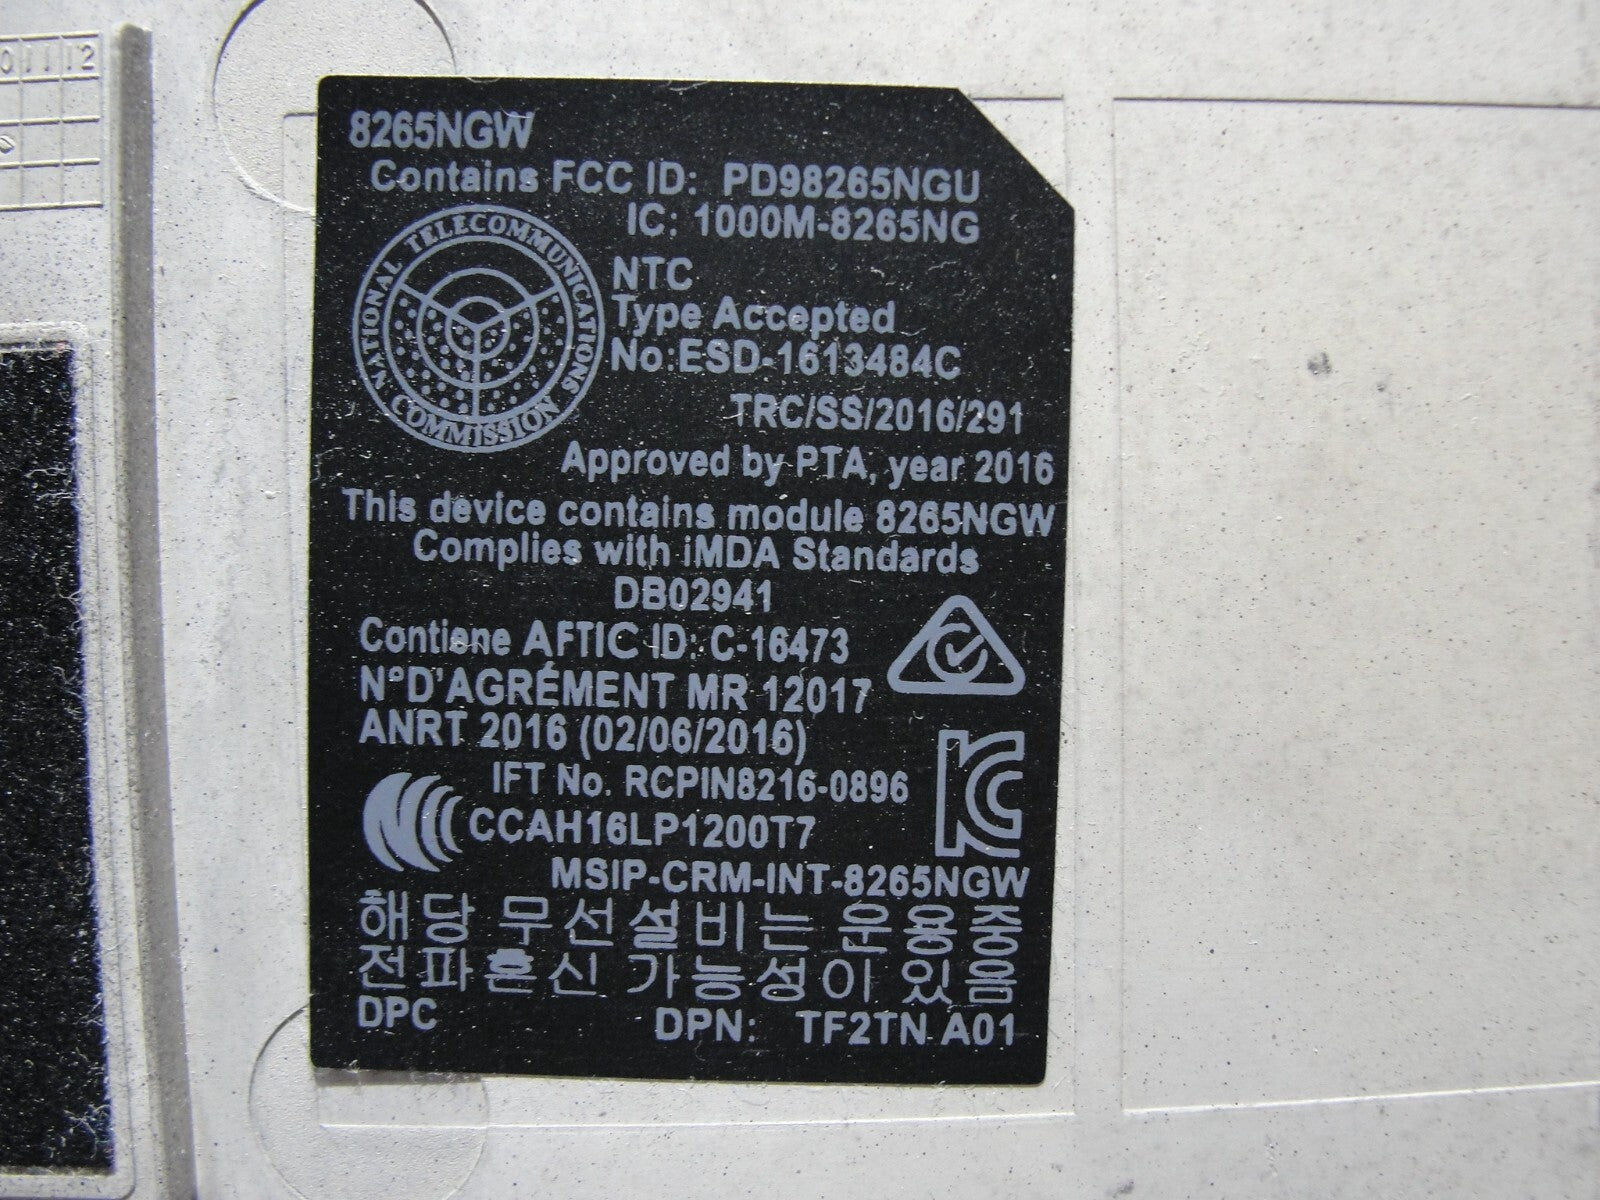 0 11 12
8265NGW
Contains FCC ID: PD98265NGU
IC: 1000M-8265NG
NATIONAL TELECOMMUNICATIONS COMMISSION
NTC
Type Accepted
No:ESD-1613484C
TRC/SS/2016/291
Approved by PTA, year 2016
This device contains module 8265NGW
Complies with iMDA Standards
DB02941
Contiene AFTIC ID: C-16473
N°D'AGRÉMENT MR 12017
ANRT 2016 (02/06/2016)
IFT No. RCPIN8216-0896
CCAH16LP1200T7
MSIP-CRM-INT-8265NGW
해당 무선설비는 운용중
전파혼신 가능성이 있음
DPC DPN: TF2TN A01